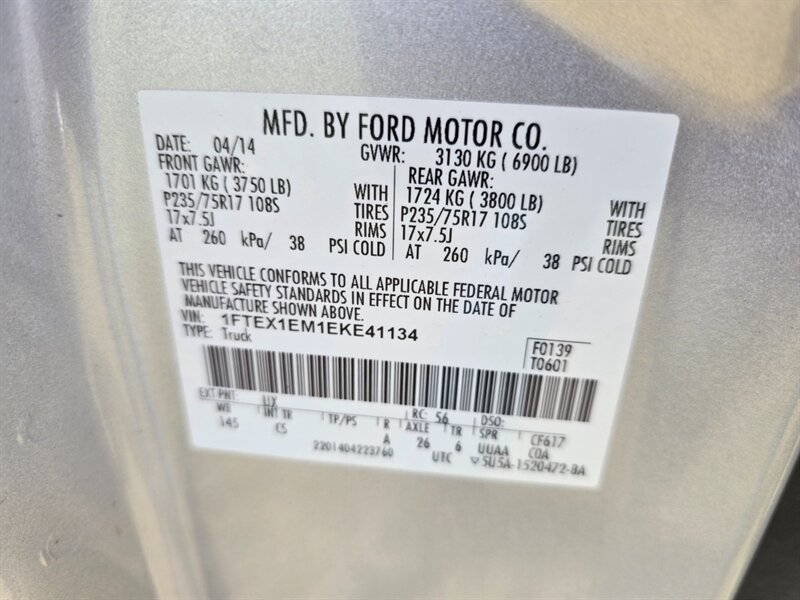 MFD. BY FORD MOTOR CO.
DATE: 04/14 GVWR: 3130 KG ( 6900 LB)
FRONT GAWR: REAR GAWR:
1701 KG ( 3750 LB) WITH 1724 KG ( 3800 LB) WITH
P235/75R17 108S TIRES P235/75R17 108S TIRES
17x7.5J RIMS 17x7.5J RIMS
AT 260 kPa/ 38 PSI COLD AT 260 kPa/ 38 PSI COLD
THIS VEHICLE CONFORMS TO ALL APPLICABLE FEDERAL MOTOR
VEHICLE SAFETY STANDARDS IN EFFECT ON THE DATE OF
MANUFACTURE SHOWN ABOVE.
VIN: 1FTEX1EM1EKE41134
TYPE: Truck
F0139
T0601
EXT PNT: UX RC: 56 DSO:
WB INT TR TP/PS R AXLE TR SPR CF617
145 CS A 26 6 UUAA COA
2201404223760 UTC 5U5A-1520472-BA